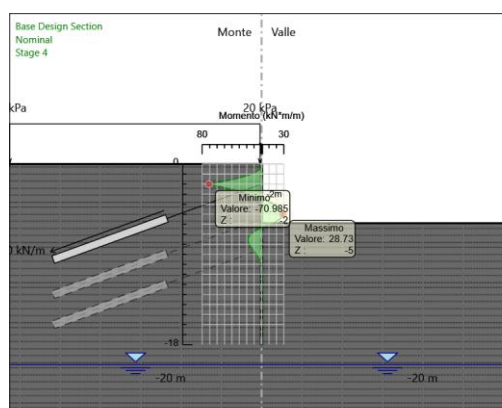 Base Design Section
Nominal
Stage 4
Monte Valle
kPa
20 kPa
Momento (kN*m/m)
80 30
0
-2m
Minimo
Valore: -70.985
Z : -2
Massimo
Valore: 28.73
Z : -5
0 kN/m
-18
-20 m
-20 m